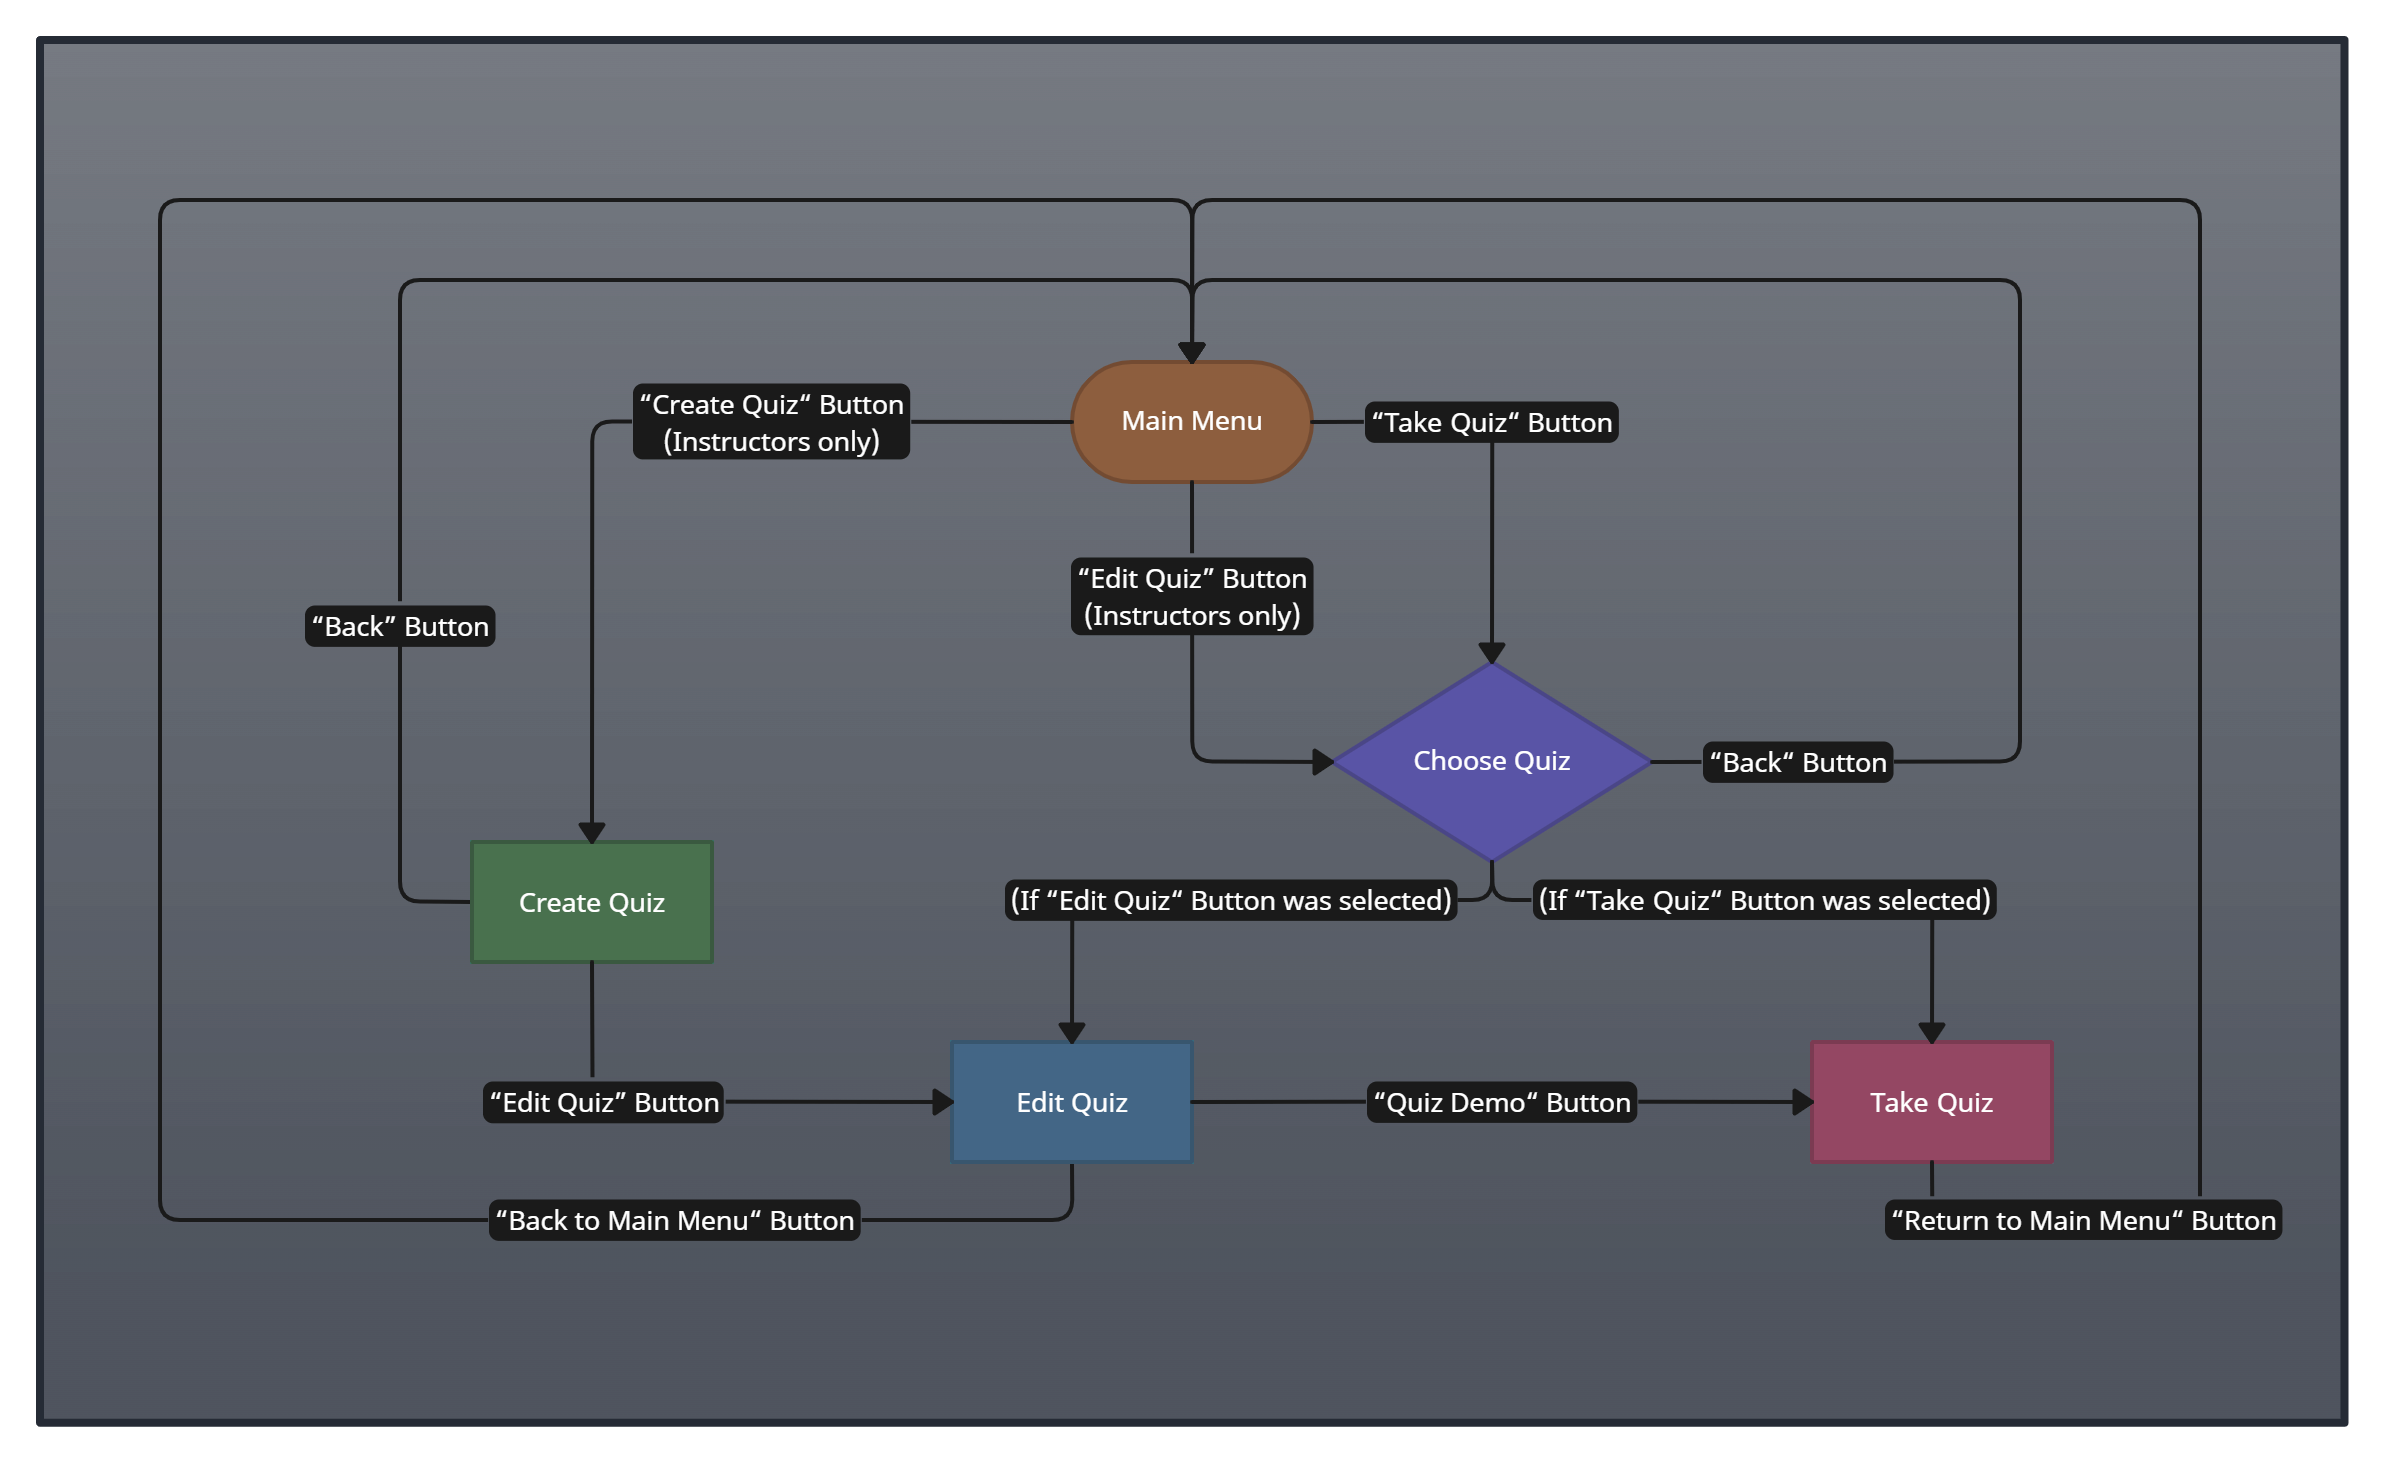 “Create Quiz“ Button
(Instructors only)
Main Menu
“Take Quiz“ Button
“Edit Quiz” Button
(Instructors only)
“Back” Button
Choose Quiz
“Back“ Button
Create Quiz
(If “Edit Quiz“ Button was selected)
(If “Take Quiz“ Button was selected)
“Edit Quiz” Button
Edit Quiz
“Quiz Demo“ Button
Take Quiz
“Back to Main Menu“ Button
“Return to Main Menu“ Button